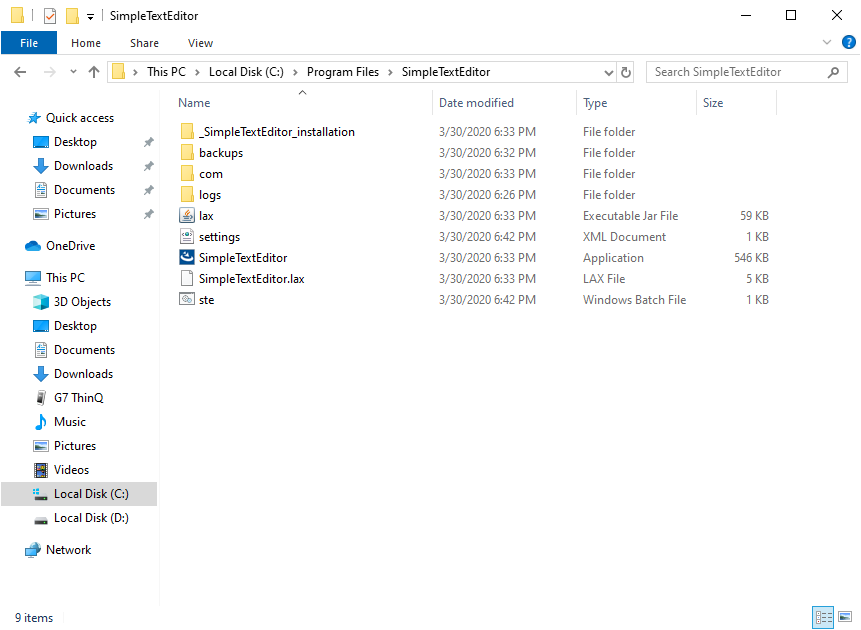 SimpleTextEditor
File Home Share View
This PC Local Disk (C:) Program Files SimpleTextEditor Search SimpleTextEditor
Quick access
Desktop
Downloads
Documents
Pictures
OneDrive
This PC
3D Objects
Desktop
Documents
Downloads
G7 ThinQ
Music
Pictures
Videos
Local Disk (C:)
Local Disk (D:)
Network
Name Date modified Type Size
_SimpleTextEditor_installation 3/30/2020 6:33 PM File folder
backups 3/30/2020 6:32 PM File folder
com 3/30/2020 6:33 PM File folder
logs 3/30/2020 6:26 PM File folder
lax 3/30/2020 6:33 PM Executable Jar File 59 KB
settings 3/30/2020 6:42 PM XML Document 1 KB
SimpleTextEditor 3/30/2020 6:33 PM Application 546 KB
SimpleTextEditor.lax 3/30/2020 6:33 PM LAX File 5 KB
ste 3/30/2020 6:42 PM Windows Batch File 1 KB
9 items